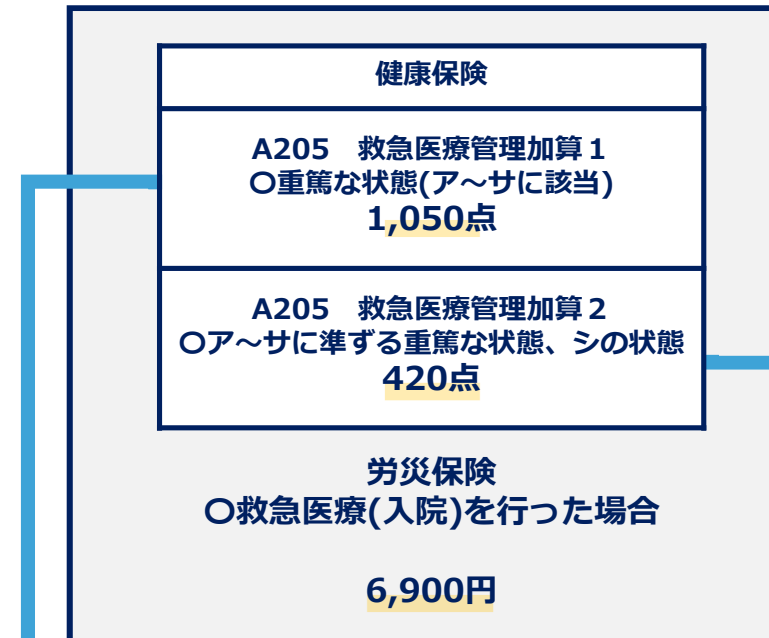 健康保険
A205　救急医療管理加算１
〇重篤な状態(ア～サに該当)
1,050点
A205　救急医療管理加算２
〇ア～サに準ずる重篤な状態、シの状態
420点
労災保険
〇救急医療(入院)を行った場合
6,900円